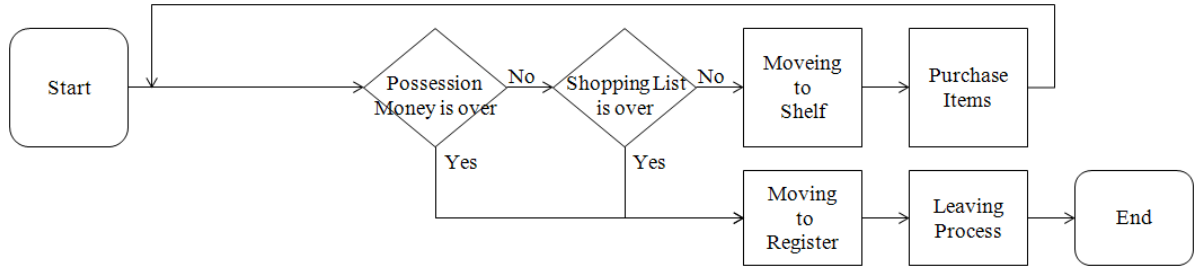 Start
Possession
Money is over
No
Shopping List
is over
No
Moveing
to
Shelf
Purchase
Items
Yes
Yes
Moving
to
Register
Leaving
Process
End